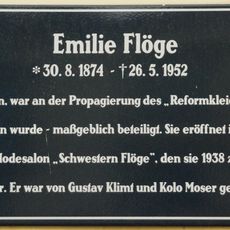 Emilie Flöge
* 30. 8. 1874 - † 26. 5. 1952
n. war an der Propagierung des „Reformkleid
n wurde - maßgeblich beteiligt. Sie eröffnet i
Modesalon „Schwestern Flöge", den sie 1938 z
r. Er war von Gustav Klimt und Kolo Moser ge